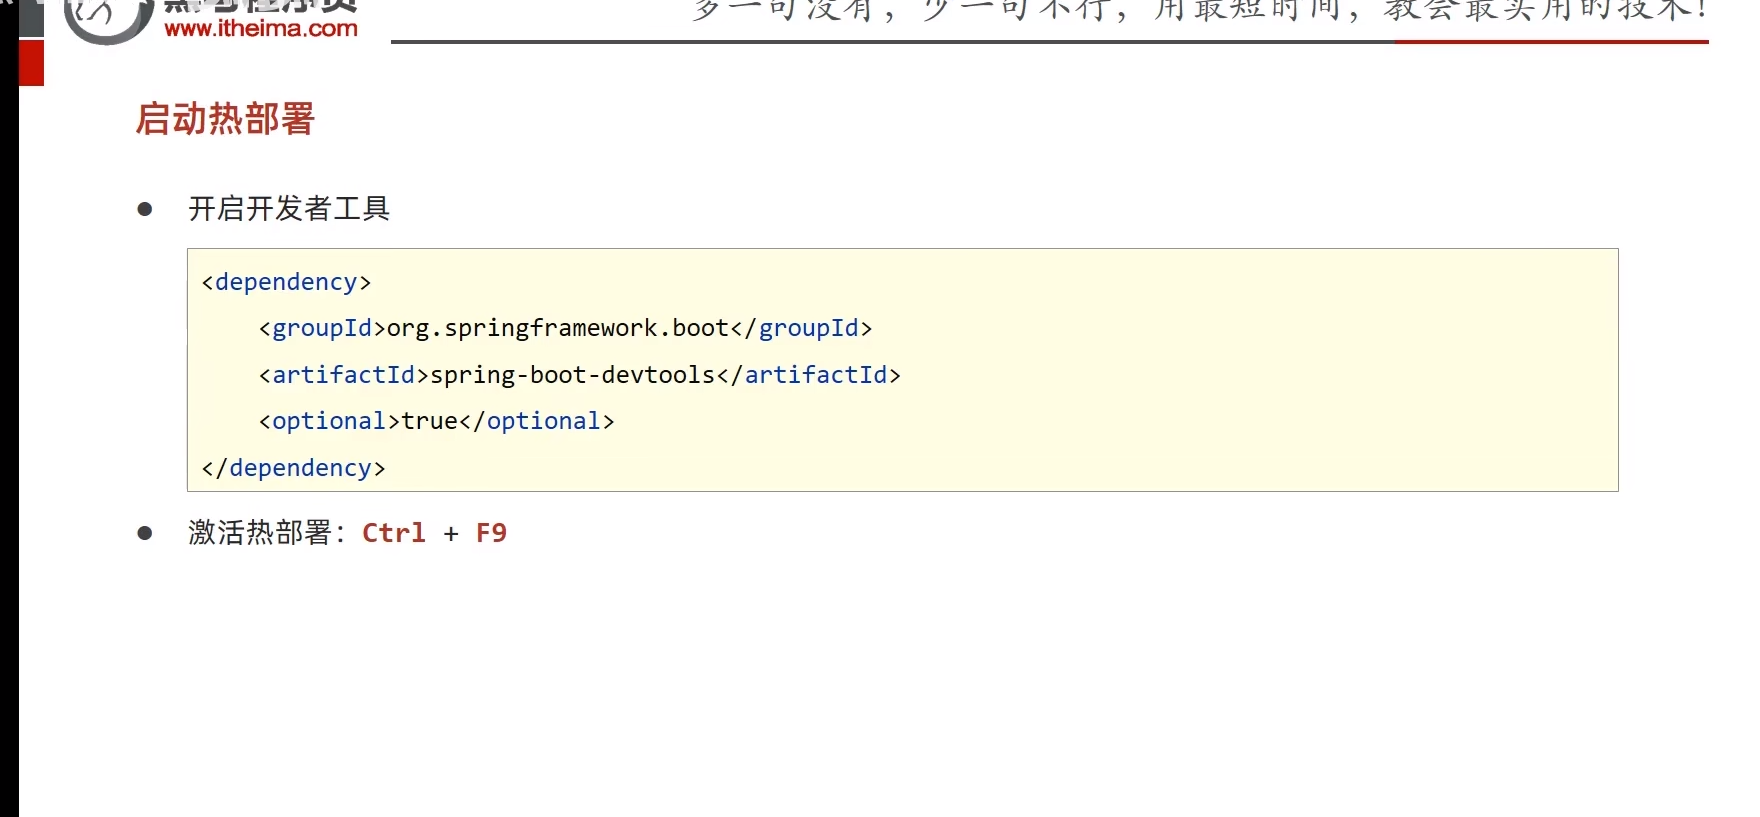 www.itheima.com
多一句没有，少一句不行，用最短时间，教会最实用的技术！
启动热部署
● 开启开发者工具
<dependency>
    <groupId>org.springframework.boot</groupId>
    <artifactId>spring-boot-devtools</artifactId>
    <optional>true</optional>
</dependency>
● 激活热部署：Ctrl + F9